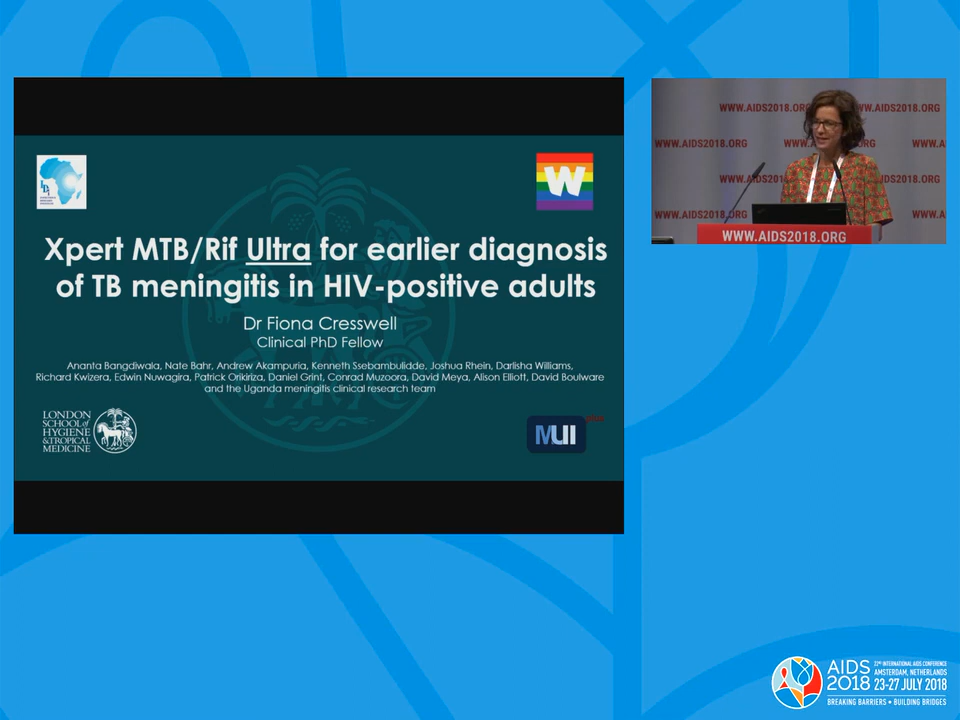 IDI
W
Xpert MTB/Rif Ultra for earlier diagnosis
of TB meningitis in HIV-positive adults
Dr Fiona Cresswell
Clinical PhD Fellow
Ananta Bangdiwala, Nate Bahr, Andrew Akampuria, Kenneth Ssebambulidde, Joshua Rhein, Darlisha Williams,
Richard Kwizera, Edwin Nuwagira, Patrick Orikiriza, Daniel Grint, Conrad Muzoora, David Meya, Alison Elliott, David Boulware
and the Uganda meningitis clinical research team
LONDON
SCHOOL of
HYGIENE
& TROPICAL
MEDICINE
MUII
WWW.AIDS2018.ORG
WWW.AIDS2018.ORG
WWW.AIDS2018.ORG
WWW.AIDS2018.ORG
WWW.AIDS2018.ORG
AIDS
2018
22ND INTERNATIONAL AIDS CONFERENCE
AMSTERDAM, NETHERLANDS
23-27 JULY 2018
BREAKING BARRIERS • BUILDING BRIDGES